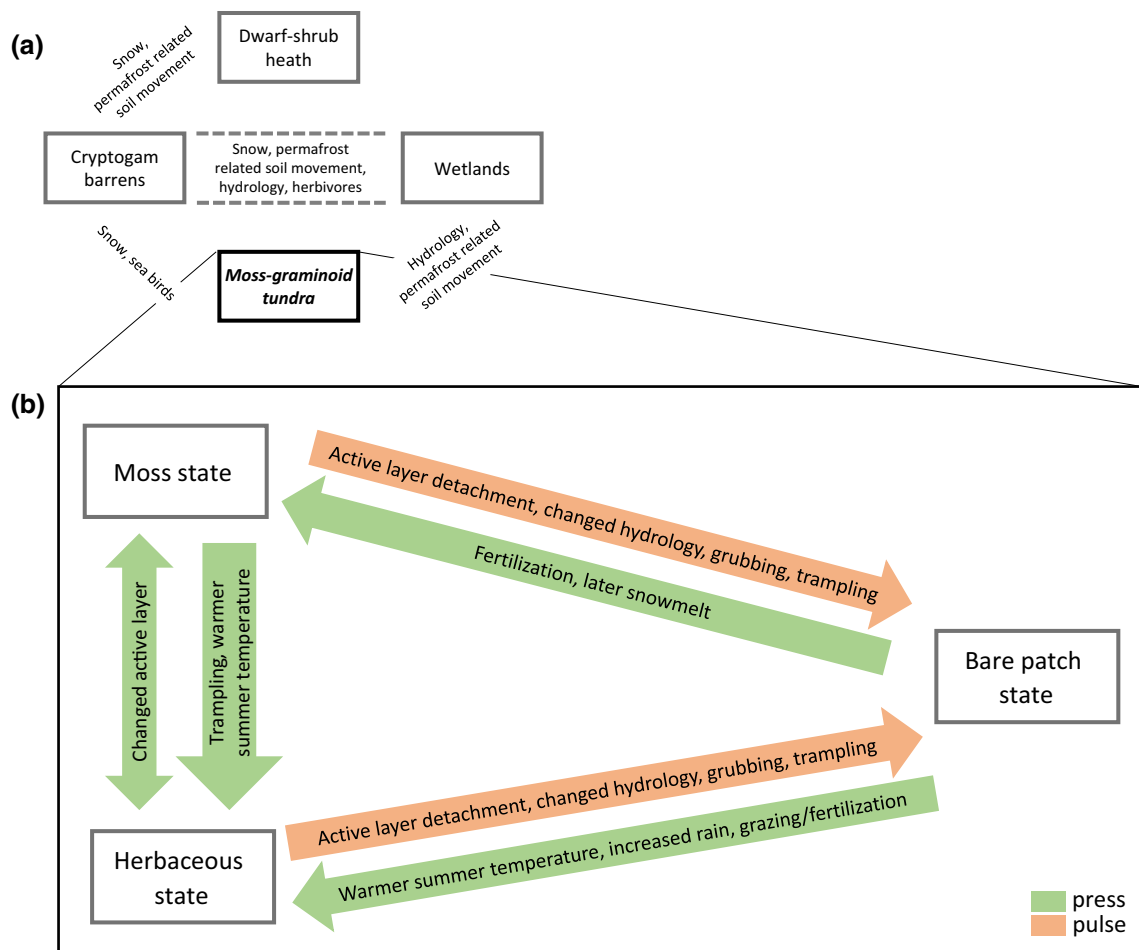 (a)
Dwarf-shrub
heath
Snow,
permafrost related
soil movement
Cryptogam
barrens
Snow, permafrost
related soil movement,
hydrology, herbivores
Wetlands
Snow, sea birds
Moss-graminoid
tundra
Hydrology,
permafrost related
soil movement
(b)
Moss state
Active layer detachment, changed hydrology, grubbing, trampling
Fertilization, later snowmelt
Changed active layer
Trampling, warmer
summer temperature
Bare patch
state
Active layer detachment, changed hydrology, grubbing, trampling
Warmer summer temperature, increased rain, grazing/fertilization
Herbaceous
state
press
pulse